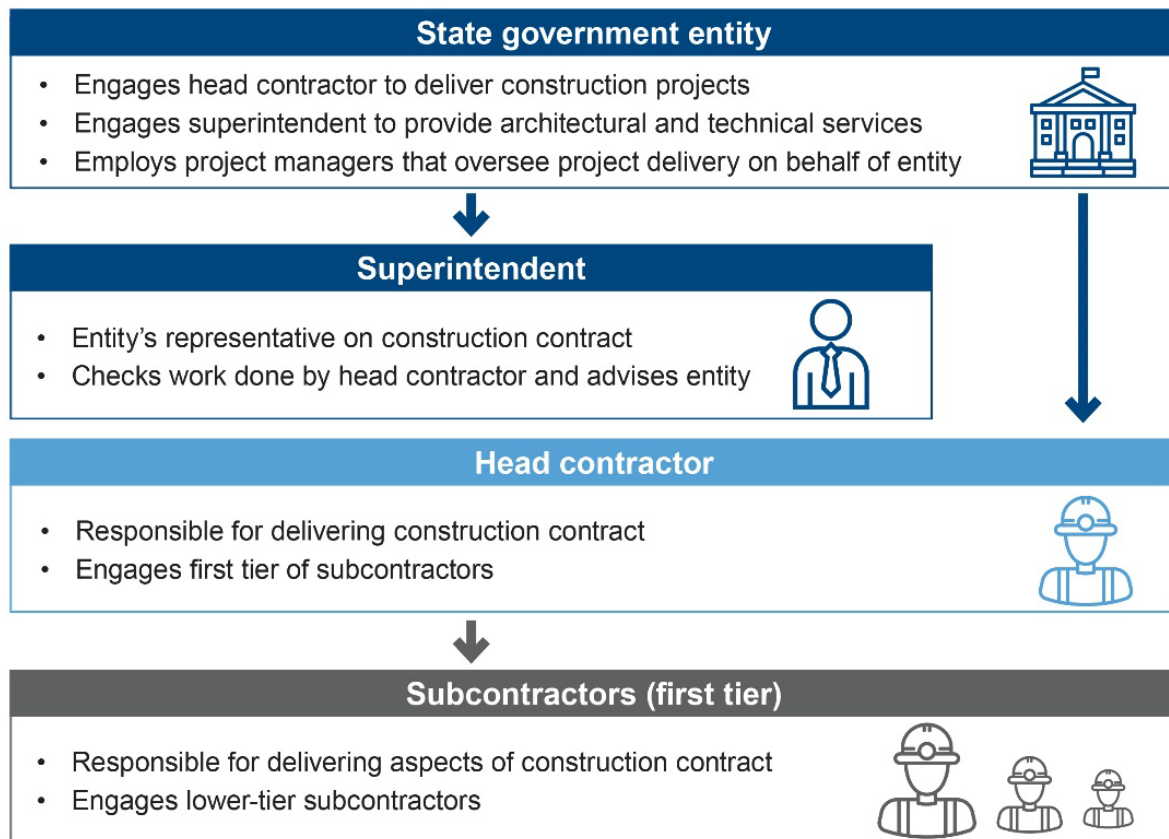 State government entity
• Engages head contractor to deliver construction projects
• Engages superintendent to provide architectural and technical services
• Employs project managers that oversee project delivery on behalf of entity
Superintendent
• Entity's representative on construction contract
• Checks work done by head contractor and advises entity
Head contractor
• Responsible for delivering construction contract
• Engages first tier of subcontractors
Subcontractors (first tier)
• Responsible for delivering aspects of construction contract
• Engages lower-tier subcontractors